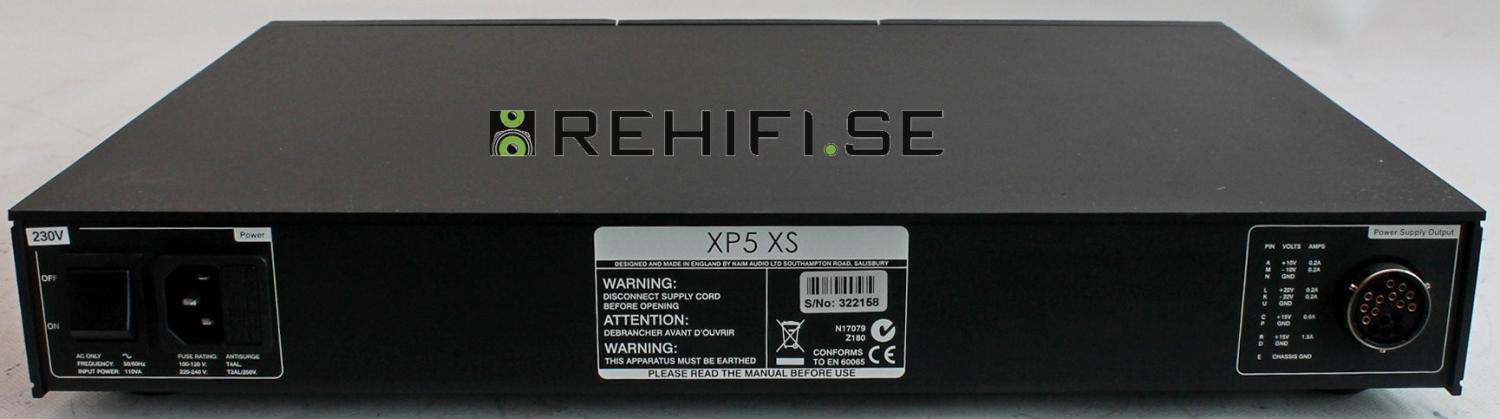 REHIFI.SE
230V
Power
OFF
ON
AC ONLY
FREQUENCY: 50/60Hz
INPUT POWER: 110VA
FUSE RATING: ANTISURGE
100-120 V: T4AL
220-240 V: T2AL/250V
XP5 XS
DESIGNED AND MADE IN ENGLAND BY NAIM AUDIO LTD SOUTHAMPTON ROAD, SALISBURY
WARNING:
DISCONNECT SUPPLY CORD
BEFORE OPENING
ATTENTION:
DEBRANCHER AVANT D'OUVRIR
WARNING:
THIS APPARATUS MUST BE EARTHED
S/No: 322158
N17079
Z180
CONFORMS
TO EN 60065
CE
PLEASE READ THE MANUAL BEFORE USE
Power Supply Output
PIN VOLTS AMPS
A +10V 0.2A
M -10V 0.2A
N GND
L +22V 0.2A
K -22V 0.2A
U GND
C +15V
P GND
R +15V
D GND
E CHASSIS GND